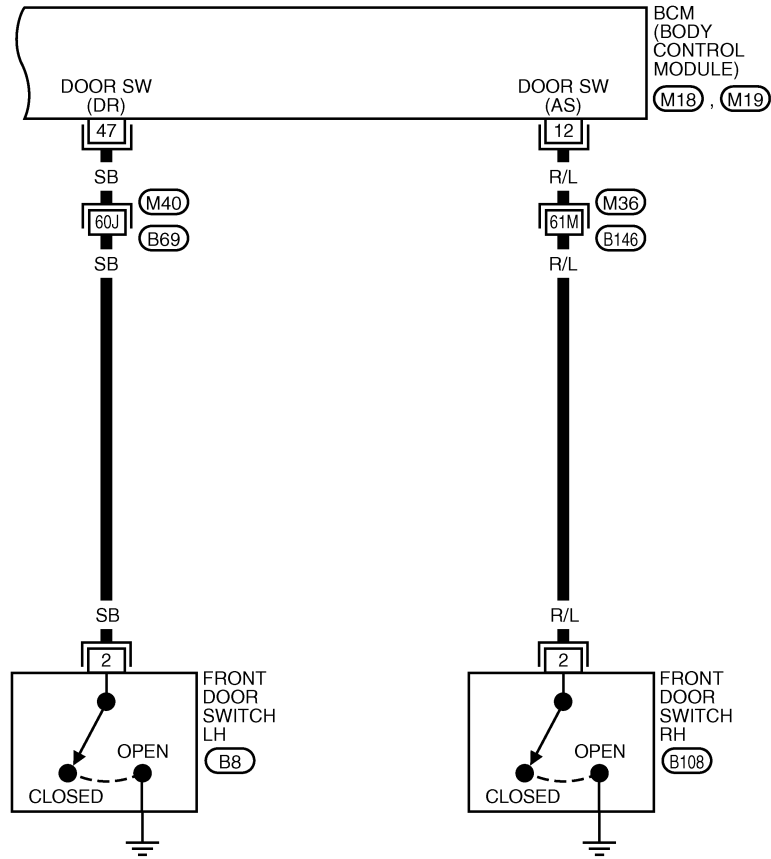 BCM
(BODY
CONTROL
MODULE)
M18 , M19
DOOR SW
(DR)
DOOR SW
(AS)
47
12
SB
R/L
M40
M36
60J
61M
B69
B146
SB
R/L
SB
R/L
2
2
FRONT
DOOR
SWITCH
LH
B8
OPEN
CLOSED
FRONT
DOOR
SWITCH
RH
B108
OPEN
CLOSED